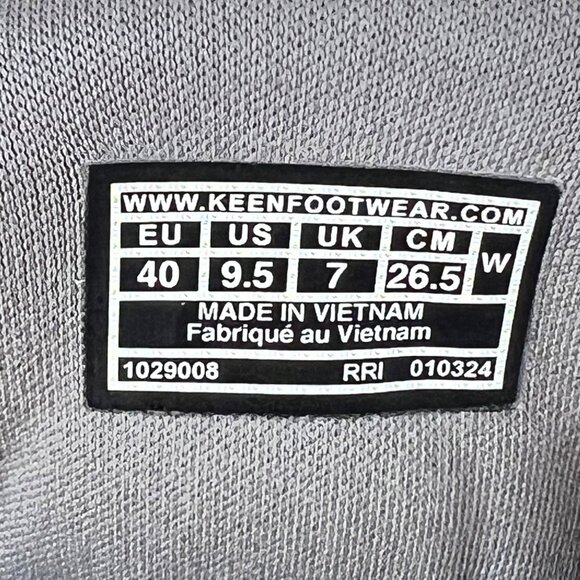 WWW.KEENFOOTWEAR.COM
EU US UK CM W
40 9.5 7 26.5
MADE IN VIETNAM
Fabriqué au Vietnam
1029008 RRI 010324